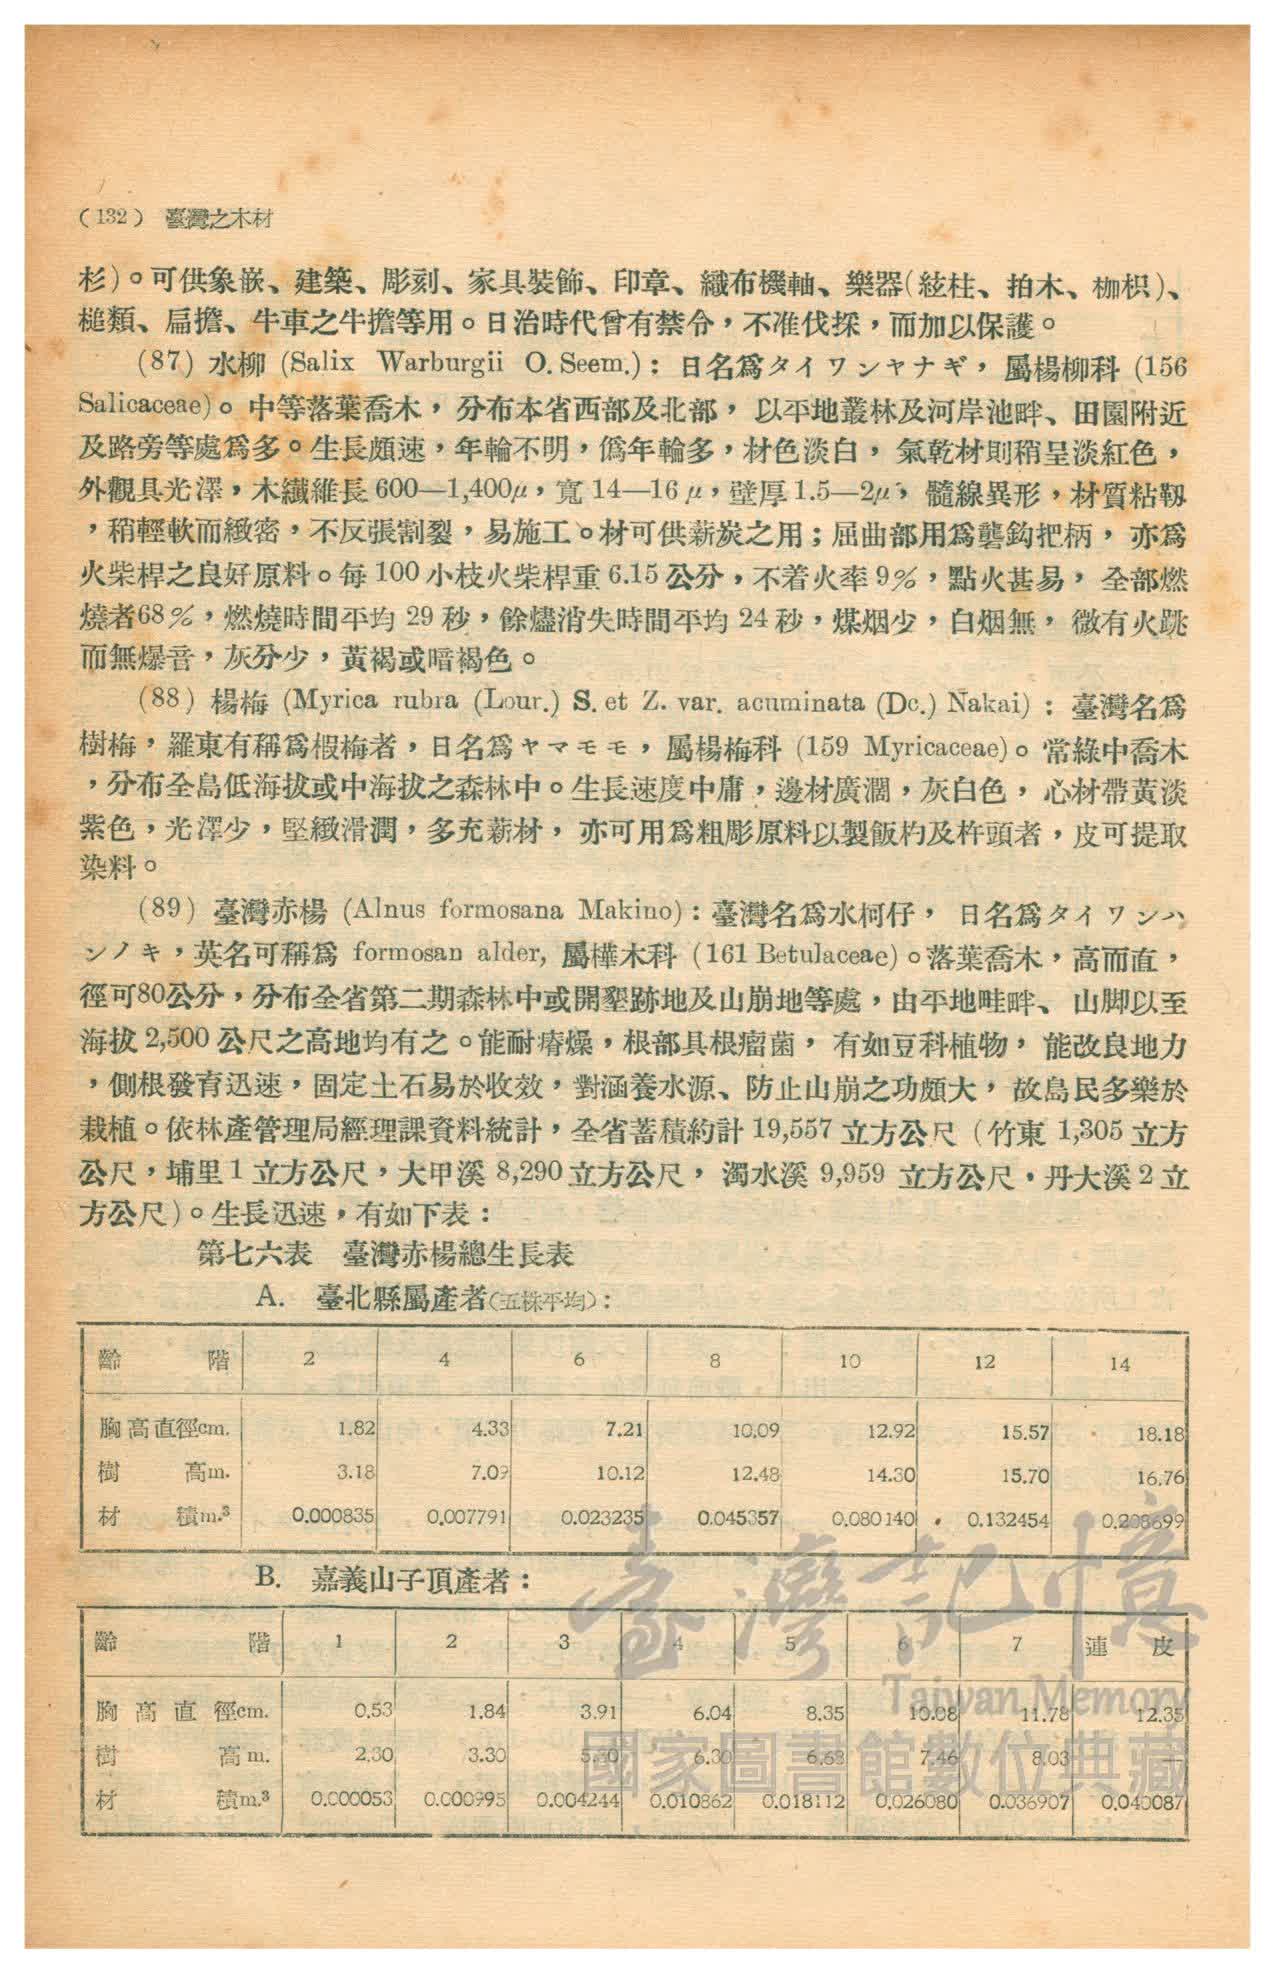 (132) 臺灣之木材
杉)。可供象嵌、建築、彫刻、家具裝飾、印章、織布機軸、樂器(絃柱、拍木、枷枳)、
槌類、扁擔、牛車之牛擔等用。日治時代曾有禁令，不准伐採，而加以保護。
(87) 水柳 (Salix Warburgii O. Seem.)：日名爲タイワンヤナギ，屬楊柳科 (156
Salicaceae)。中等落葉喬木，分布本省西部及北部，以平地叢林及河岸池畔、田園附近
及路旁等處爲多。生長頗速，年輪不明，僞年輪多，材色淡白，氣乾材則稍呈淡紅色，
外觀具光澤，木纖維長 600—1,400μ，寬 14—16 μ，壁厚 1.5—2μ，髓線異形，材質粘韌
，稍輕軟而緻密，不反張割裂，易施工。材可供薪炭之用；屈曲部用爲礱鈎把柄，亦爲
火柴桿之良好原料。每 100 小枝火柴桿重 6.15 公分，不着火率 9%，點火甚易，全部燃
燒者68%，燃燒時間平均 29 秒，餘燼消失時間平均 24 秒，煤烟少，白烟無，微有火跳
而無爆音，灰分少，黃褐或暗褐色。
(88) 楊梅 (Myrica rubra (Lour.) S. et Z. var. acuminata (Dc.) Nakai)：臺灣名爲
樹梅，羅東有稱爲椵梅者，日名爲ヤマモモ，屬楊梅科 (159 Myricaceae)。常綠中喬木
，分布全島低海拔或中海拔之森林中。生長速度中庸，邊材廣濶，灰白色，心材帶黃淡
紫色，光澤少，堅緻滑潤，多充薪材，亦可用爲粗彫原料以製飯杓及杵頭者，皮可提取
染料。
(89) 臺灣赤楊 (Alnus formosana Makino)：臺灣名爲水柯仔，日名爲タイワンハ
ンノキ，英名可稱爲 formosan alder, 屬樺木科 (161 Betulaceae)。落葉喬木，高而直，
徑可80公分，分布全省第二期森林中或開墾跡地及山崩地等處，由平地畦畔、山脚以至
海拔 2,500 公尺之高地均有之。能耐瘠燥，根部具根瘤菌，有如豆科植物，能改良地力
，側根發育迅速，固定土石易於收效，對涵養水源、防止山崩之功頗大，故島民多樂於
栽植。依林產管理局經理課資料統計，全省蓄積約計 19,557 立方公尺 (竹東 1,305 立方
公尺，埔里 1 立方公尺，大甲溪 8,290 立方公尺，濁水溪 9,959 立方公尺・丹大溪 2 立
方公尺)。生長迅速，有如下表：
第七六表 臺灣赤楊總生長表
A. 臺北縣屬產者(五株平均)：
齡 階 2 4 6 8 10 12 14
胸高直徑cm. 1.82 4.33 7.21 10.09 12.92 15.57 18.18
樹 高m. 3.18 7.09 10.12 12.48 14.30 15.70 16.76
材 積m.³ 0.000835 0.007791 0.023235 0.045357 0.080140 0.132454 0.208699
B. 嘉義山子頂產者：
齡 階 1 2 3 4 5 6 7 連 皮
胸高直徑cm. 0.53 1.84 3.91 6.04 8.35 10.08 11.78 12.35
樹 高m. 2.30 3.30 6.30 6.68 7.46 8.03 —
材 積m.³ 0.000053 0.000995 0.004244 0.010862 0.018112 0.026080 0.036907 0.040087
臺灣記憶
Taiwan Memory
國家圖書館數位典藏